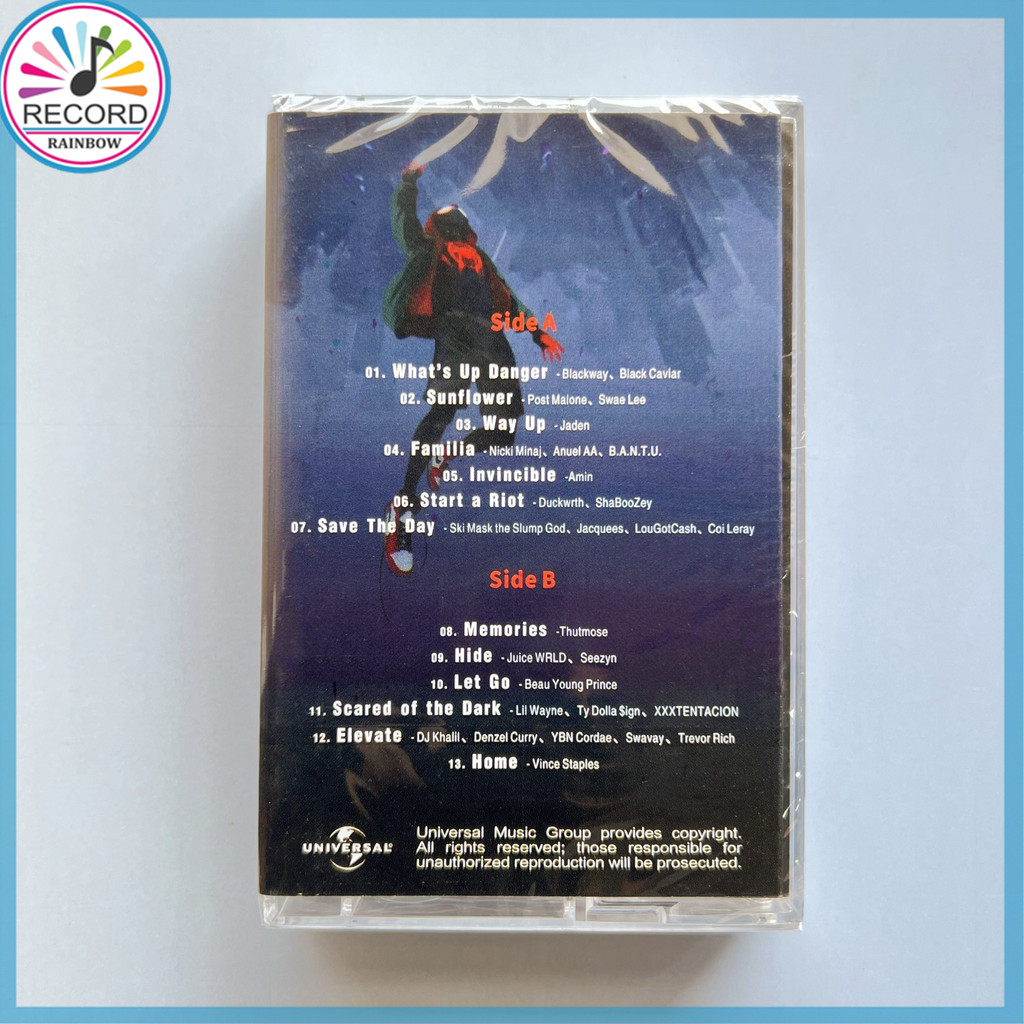 RECORD
RAINBOW
Side A
01. What's Up Danger - Blackway、Black Caviar
02. Sunflower - Post Malone、Swae Lee
03. Way Up - Jaden
04. Familia - Nicki Minaj、Anuel AA、B.A.N.T.U.
05. Invincible -Amin
06. Start a Riot - Duckwrth、ShaBooZey
07. Save The Day - Ski Mask the Slump God、Jacquees、LouGotCash、Coi Leray
Side B
08. Memories -Thutmose
09. Hide - Juice WRLD、Seezyn
10. Let Go - Beau Young Prince
11. Scared of the Dark - Lil Wayne、Ty Dolla $ign、XXXTENTACION
12. Elevate - DJ Khalil、Denzel Curry、YBN Cordae、Swavay、Trevor Rich
13. Home - Vince Staples
UNIVERSAL
Universal Music Group provides copyright.
All rights reserved; those responsible for
unauthorized reproduction will be prosecuted.